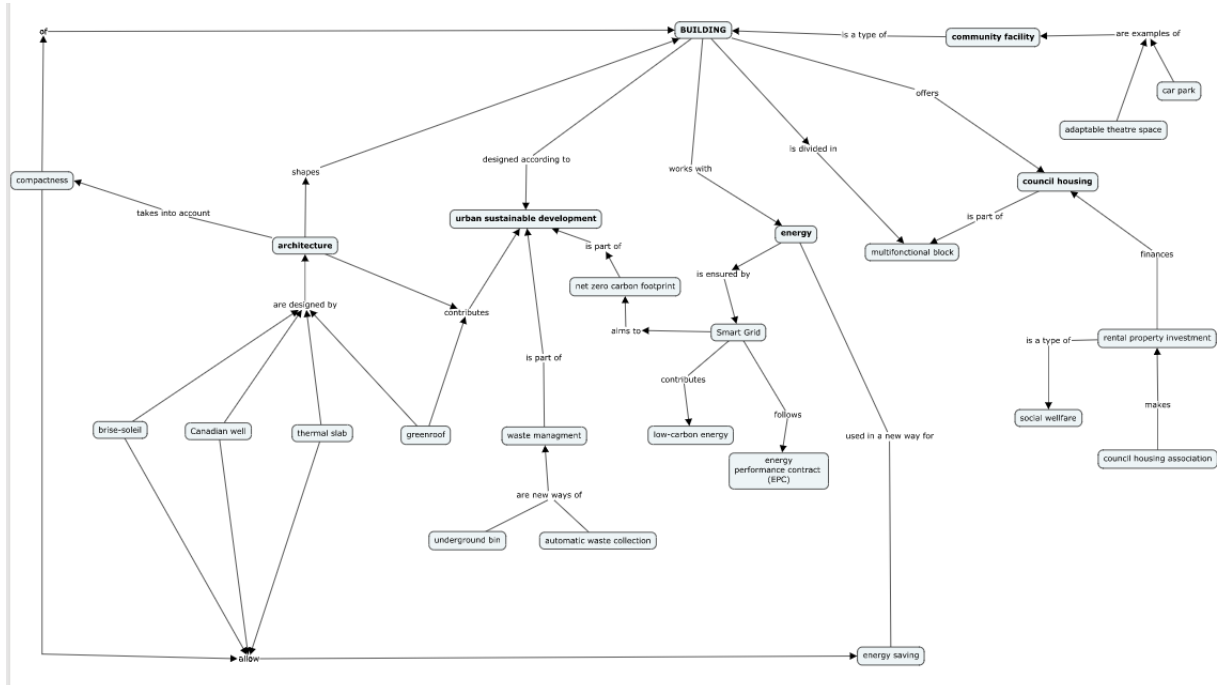 of
BUILDING
is a type of
community facility
are examples of
car park
adaptable theatre space
offers
is divided in
designed according to
works with
shapes
compactness
takes into account
council housing
urban sustainable development
is part of
architecture
energy
is part of
multifonctional block
finances
is ensured by
net zero carbon footprint
are designed by
contributes
aims to
Smart Grid
is a type of
rental property investment
is part of
contributes
makes
follows
social wellfare
brise-soleil
Canadian well
thermal slab
greenroof
waste managment
low-carbon energy
used in a new way for
council housing association
energy
performance contract
(EPC)
are new ways of
underground bin
automatic waste collection
allow
energy saving